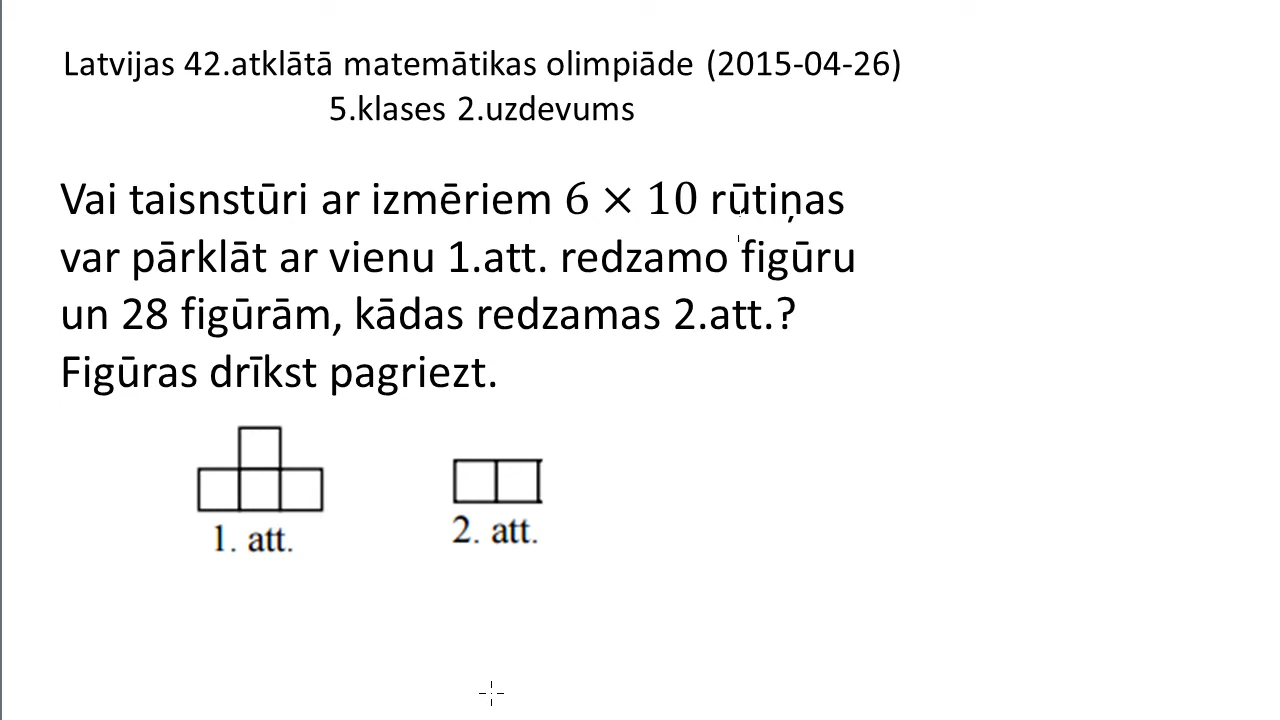 Latvijas 42.atklātā matemātikas olimpiāde (2015-04-26)
5.klases 2.uzdevums
Vai taisnstūri ar izmēriem 6 × 10 rūtiņas
var pārklāt ar vienu 1.att. redzamo figūru
un 28 figūrām, kādas redzamas 2.att.?
Figūras drīkst pagriezt.
1. att.
2. att.